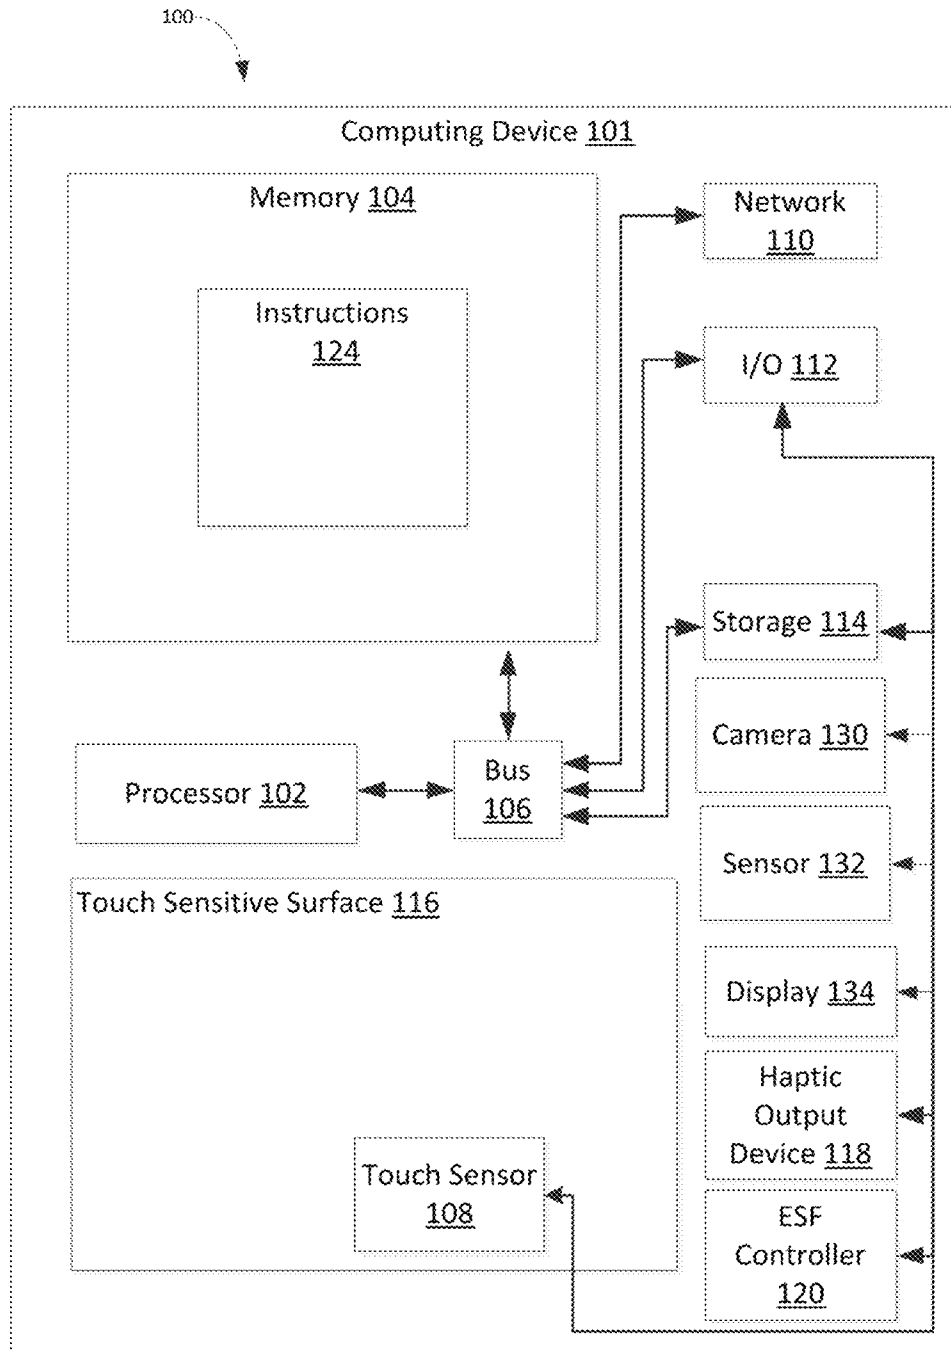 100
Computing Device 101
Memory 104
Instructions
124
Network
110
I/O 112
Storage 114
Camera 130
Processor 102
Bus
106
Sensor 132
Touch Sensitive Surface 116
Display 134
Haptic
Output
Device 118
Touch Sensor
108
ESF
Controller
120